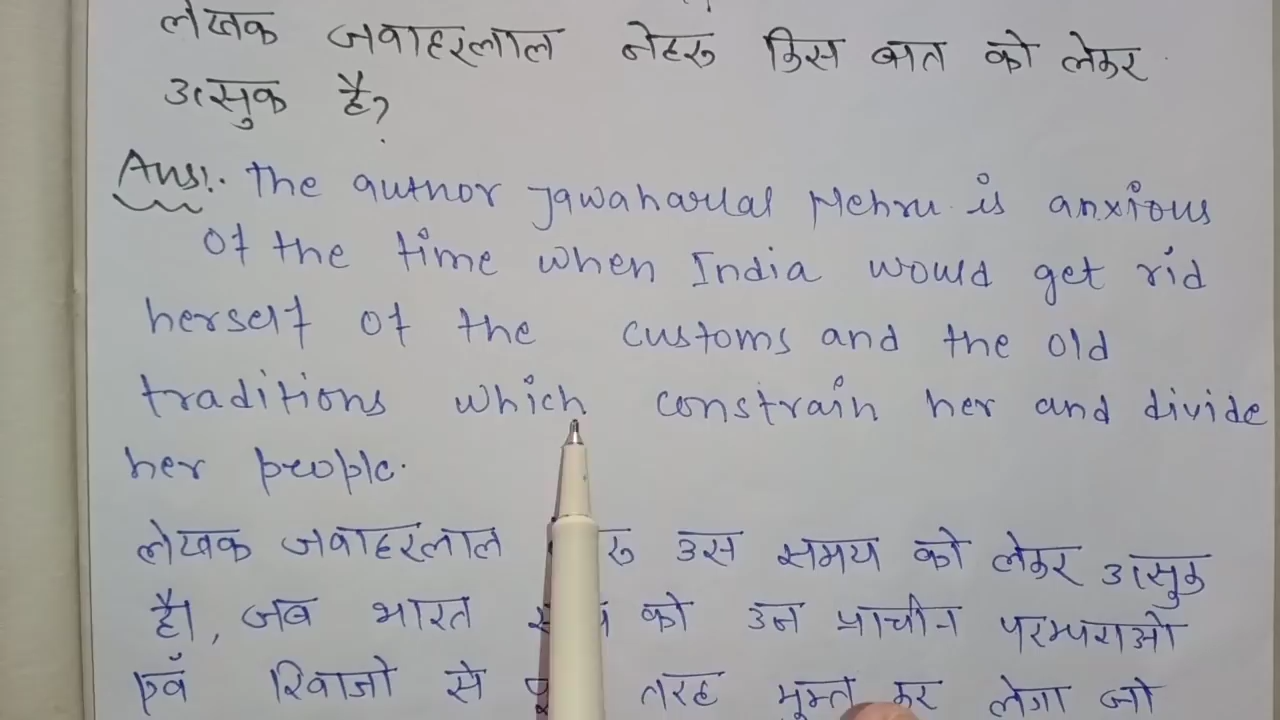 लेखक जवाहरलाल नेहरु किस बात को लेकर
उत्सुक है?
Ans:. The author Jawaharlal Nehru is anxious
of the time when India would get rid
herself of the customs and the old
traditions which constrain her and divide
her people.
लेखक जवाहरलाल रु उस समय को लेकर उत्सुक
है।, जब भारत को उन प्राचीन परम्पराओ
एवं रिवाजो से तरह मुक्त कर लेगा जो